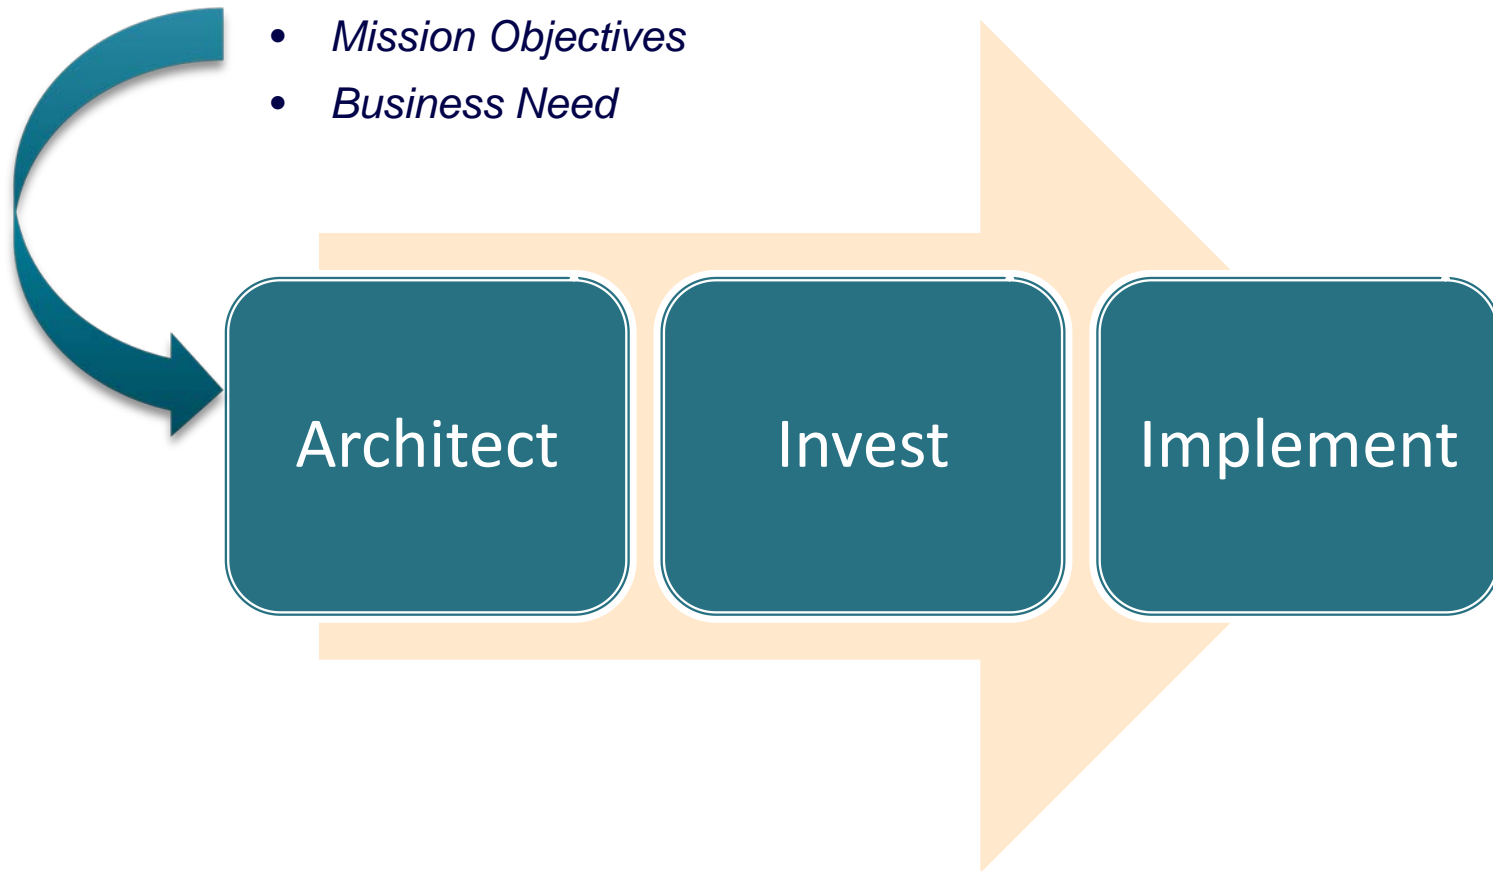 • Mission Objectives
• Business Need
Architect
Invest
Implement